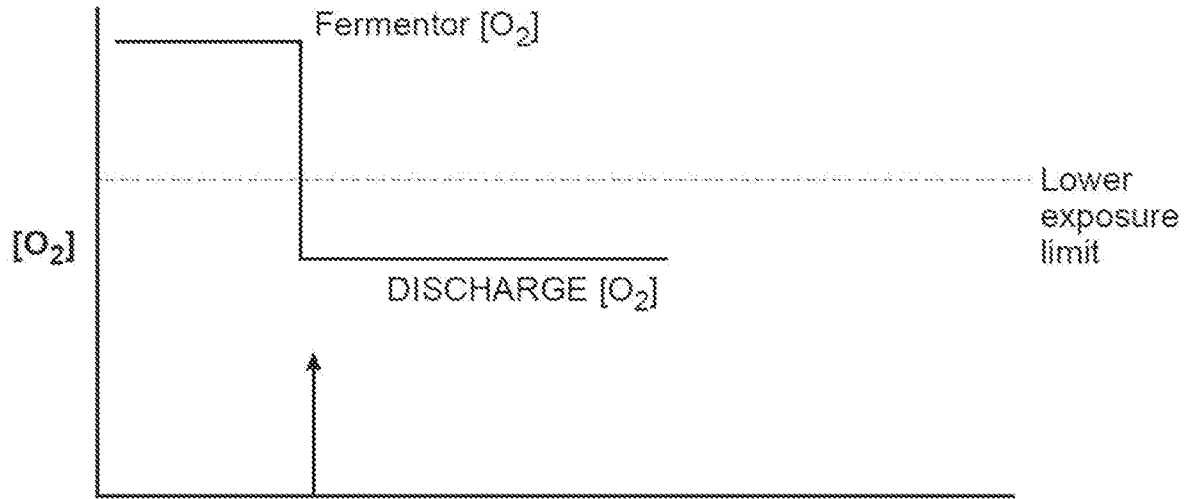 Fermentor [O₂]
Lower
exposure
limit
[O₂]
DISCHARGE [O₂]